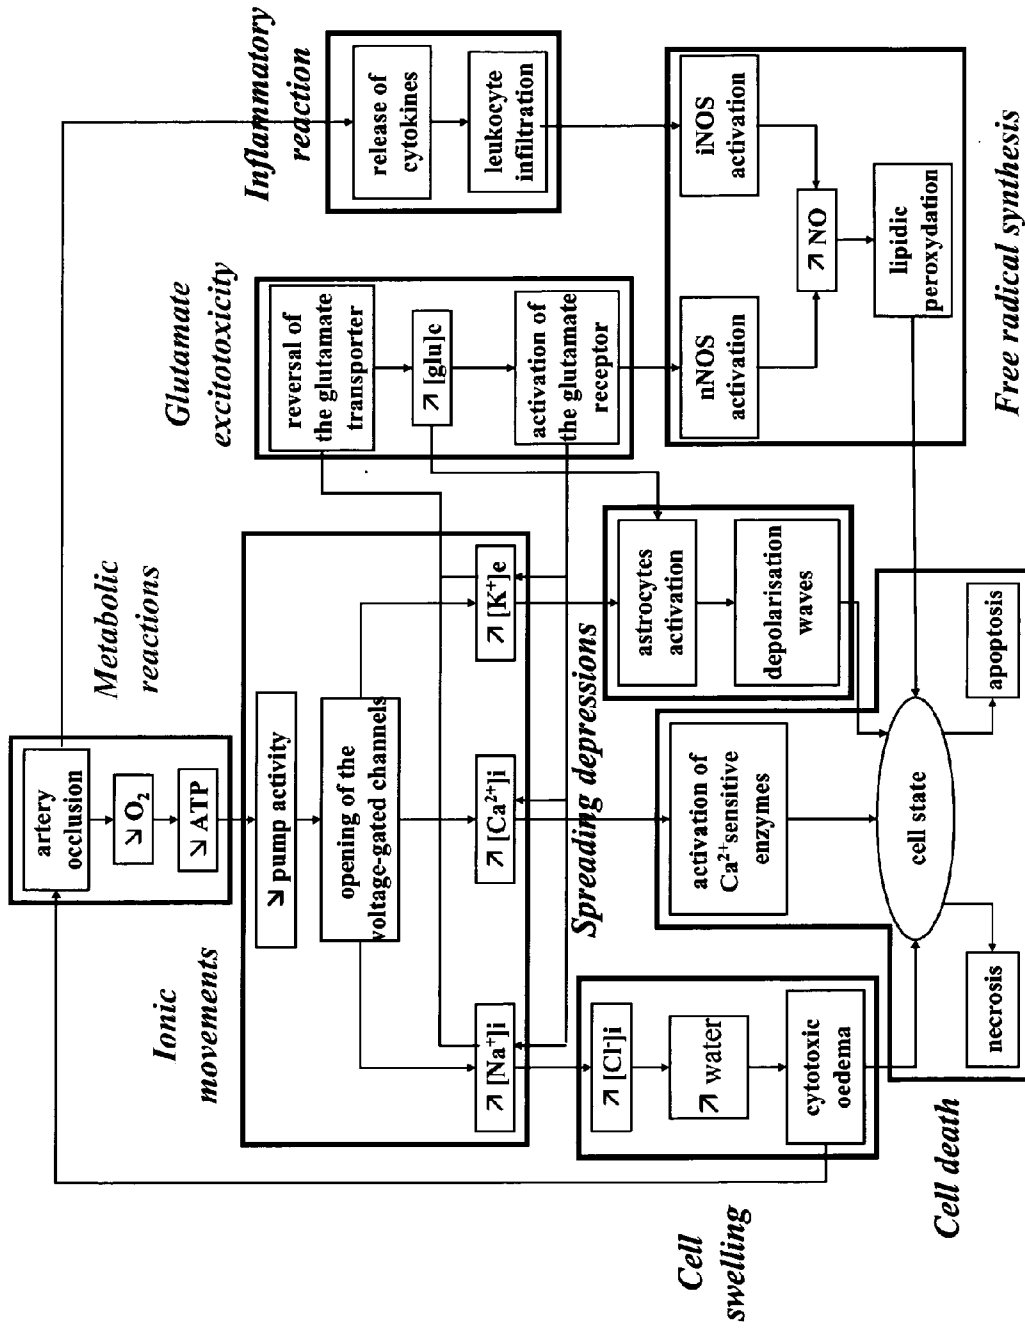 Metabolic
reactions
artery
occlusion
↘ O₂
↘ ATP
Ionic
movements
↘ pump activity
opening of the
voltage-gated channels
↗ [Na⁺]i
↗ [Ca²⁺]i
↗ [K⁺]e
Glutamate
excitotoxicity
reversal of
the glutamate
transporter
↗ [glu]c
activation of
the glutamate
receptor
Inflammatory
reaction
release of
cytokines
leukocyte
infiltration
Cell
swelling
↗ [Cl-]i
↗ water
cytotoxic
oedema
Spreading depressions
astrocytes
activation
depolarisation
waves
nNOS
activation
iNOS
activation
↗ NO
lipidic
peroxydation
Free radical synthesis
Cell death
activation of
Ca²⁺sensitive
enzymes
cell state
necrosis
apoptosis